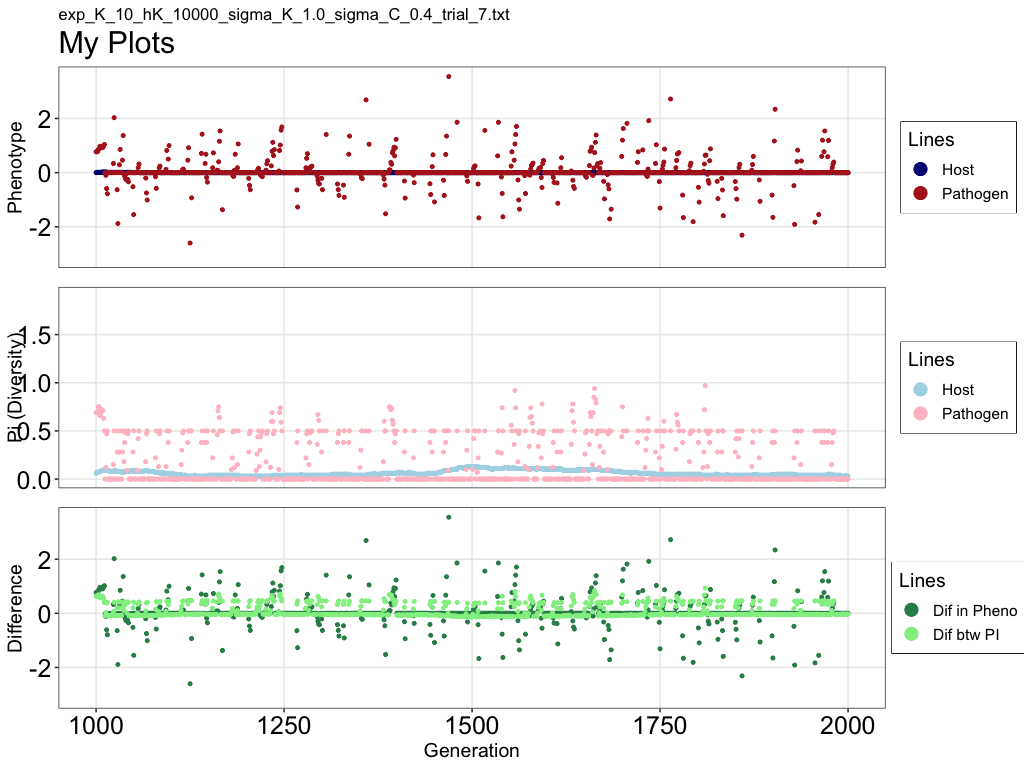 exp_K_10_hK_10000_sigma_K_1.0_sigma_C_0.4_trial_7.txt
My Plots
Phenotype
2
0
-2
Lines
Host
Pathogen
Pi (Diversity)
1.5
1.0
0.5
0.0
Lines
Host
Pathogen
Difference
2
0
-2
Lines
Dif in Pheno
Dif btw PI
1000
1250
1500
1750
2000
Generation